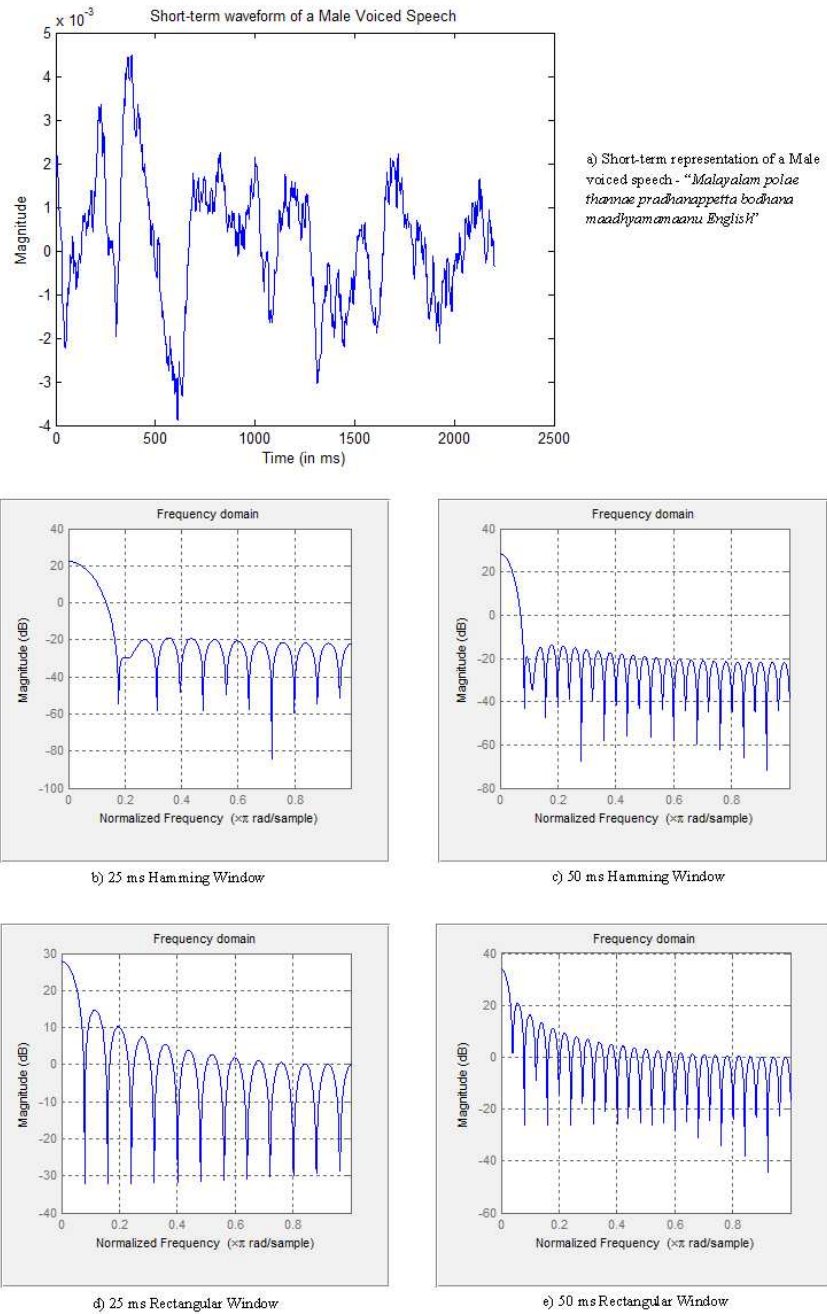 Short-term waveform of a Male Voiced Speech
x 10⁻³
5
4
3
2
1
0
-1
-2
-3
-4
Magnitude
0 500 1000 1500 2000 2500
Time (in ms)
a) Short-term representation of a Male
voiced speech - “Malayalam polae
thannae pradhanappetta bodhana
maadhyamamaanu English”
Frequency domain
40
20
0
-20
-40
-60
-80
-100
Magnitude (dB)
0 0.2 0.4 0.6 0.8
Normalized Frequency (×π rad/sample)
b) 25 ms Hamming Window
Frequency domain
40
20
0
-20
-40
-60
-80
Magnitude (dB)
0 0.2 0.4 0.6 0.8
Normalized Frequency (×π rad/sample)
c) 50 ms Hamming Window
Frequency domain
30
20
10
0
-10
-20
-30
-40
Magnitude (dB)
0 0.2 0.4 0.6 0.8
Normalized Frequency (×π rad/sample)
d) 25 ms Rectangular Window
Frequency domain
40
20
0
-20
-40
-60
Magnitude (dB)
0 0.2 0.4 0.6 0.8
Normalized Frequency (×π rad/sample)
e) 50 ms Rectangular Window